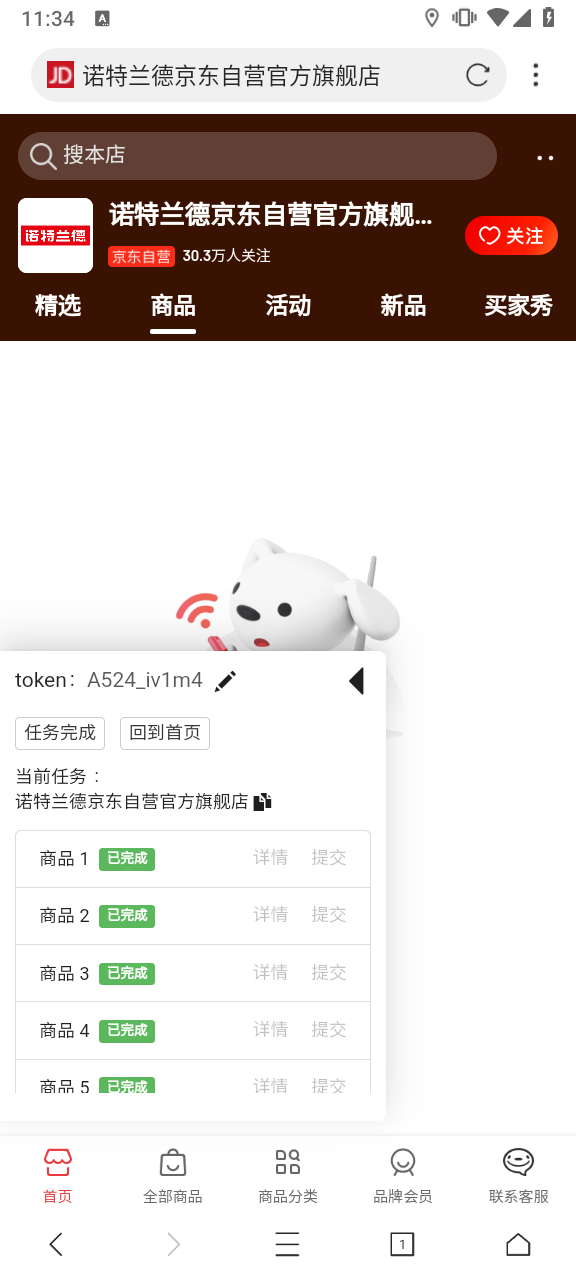 11:34
A
JD 诺特兰德京东自营官方旗舰店
搜本店
诺特兰德京东自营官方旗舰...
诺特兰德
京东自营 30.3万人关注
关注
精选 商品 活动 新品 买家秀
token： A524_iv1m4
任务完成 回到首页
当前任务：
诺特兰德京东自营官方旗舰店
商品 1 已完成 详情 提交
商品 2 已完成 详情 提交
商品 3 已完成 详情 提交
商品 4 已完成 详情 提交
商品 5 已完成 详情 提交
首页 全部商品 商品分类 品牌会员 联系客服
1